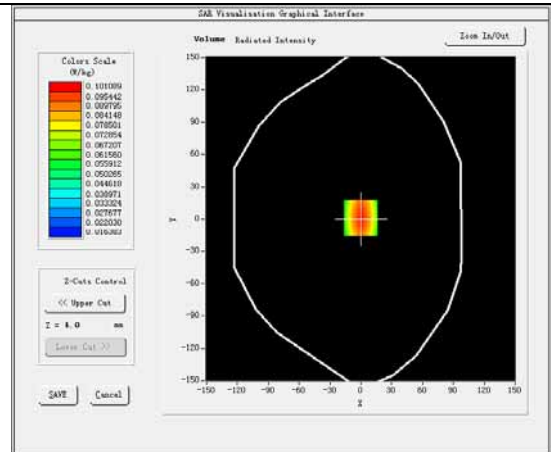 SAR Visualisation Graphical Interface
Volume Radiated Intensity
Zoom In/Out
Colors Scale
(W/kg)
0.101089
0.095442
0.089795
0.084148
0.078501
0.072854
0.067207
0.061560
0.055912
0.050265
0.044618
0.038971
0.033324
0.027677
0.022030
0.016383
150
120
90
60
30
0
-30
-60
-90
-120
-150
Y
-150 -120 -90 -60 -30 0 30 60 90 120 150
X
Z-Cuts Control
<< Upper Cut
Z = 4.0 mm
Lower Cut >>
SAVE Cancel